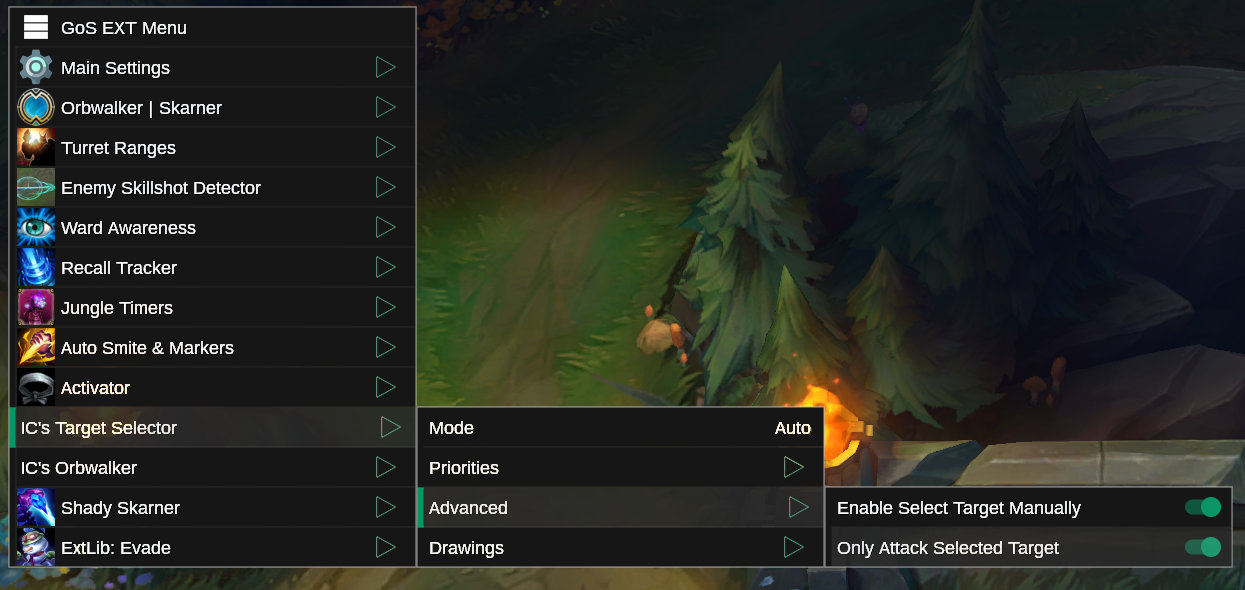 GoS EXT Menu
Main Settings
Orbwalker | Skarner
Turret Ranges
Enemy Skillshot Detector
Ward Awareness
Recall Tracker
Jungle Timers
Auto Smite & Markers
Activator
IC's Target Selector
IC's Orbwalker
Shady Skarner
ExtLib: Evade
Mode Auto
Priorities
Advanced
Drawings
Enable Select Target Manually
Only Attack Selected Target